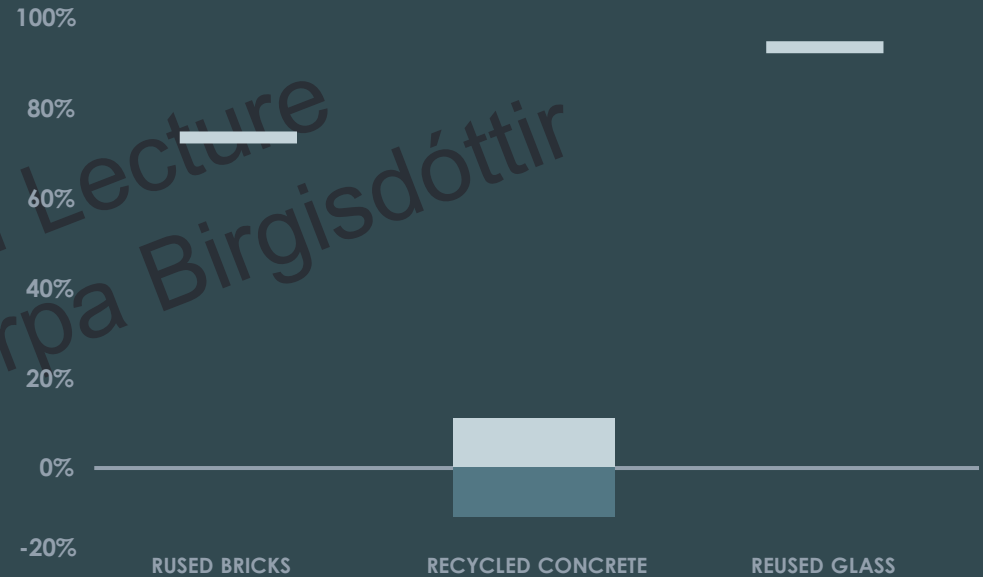 100%
80%
60%
40%
20%
0%
-20%
RUSED BRICKS
RECYCLED CONCRETE
REUSED GLASS
Lecture
Birgisdóttir